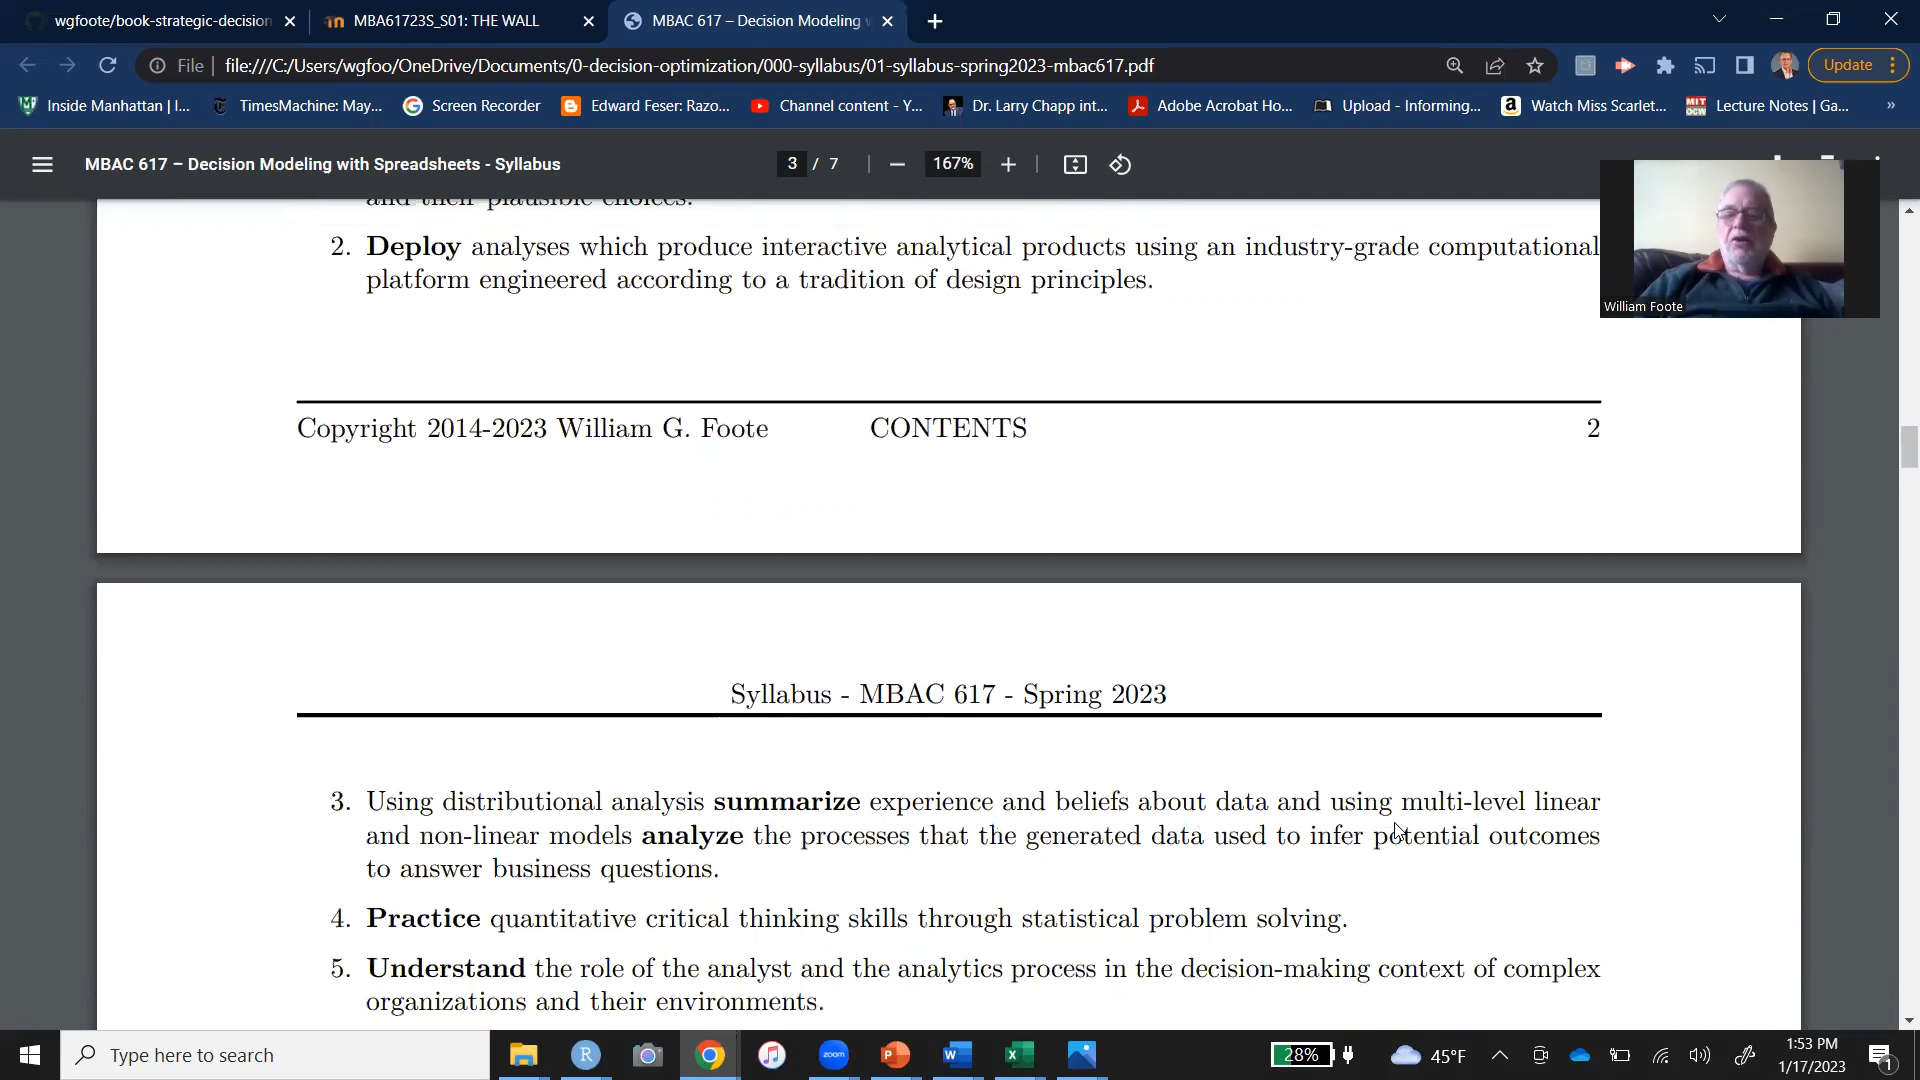 wgfoote/book-strategic-decision
MBA61723S_S01: THE WALL
MBAC 617 – Decision Modeling w
File
file:///C:/Users/wgfoo/OneDrive/Documents/0-decision-optimization/000-syllabus/01-syllabus-spring2023-mbac617.pdf
Update
Inside Manhattan | I...
TimesMachine: May...
Screen Recorder
Edward Feser: Razo...
Channel content - Y...
Dr. Larry Chapp int...
Adobe Acrobat Ho...
Upload - Informing...
Watch Miss Scarlet...
MIT OCW
Lecture Notes | Ga...
»
MBAC 617 – Decision Modeling with Spreadsheets - Syllabus
3 / 7
167%
William Foote
and their plausible choices.
2. Deploy analyses which produce interactive analytical products using an industry-grade computational
platform engineered according to a tradition of design principles.
Copyright 2014-2023 William G. Foote CONTENTS 2
Syllabus - MBAC 617 - Spring 2023
3. Using distributional analysis summarize experience and beliefs about data and using multi-level linear
and non-linear models analyze the processes that the generated data used to infer potential outcomes
to answer business questions.
4. Practice quantitative critical thinking skills through statistical problem solving.
5. Understand the role of the analyst and the analytics process in the decision-making context of complex
organizations and their environments.
Type here to search
R
zoom
P
W
X
28%
45°F
1:53 PM
1/17/2023
1